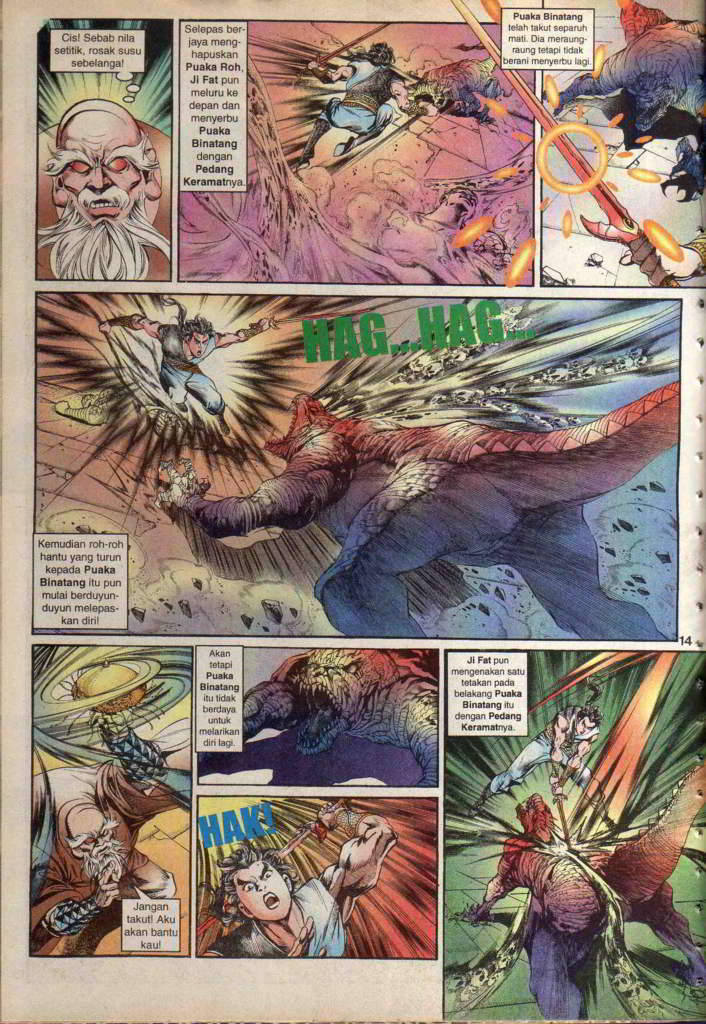 Cis! Sebab nila
setitik, rosak susu
sebelanga!
Selepas ber-
jaya meng-
hapuskan
Puaka Roh,
Ji Fat pun
meluru ke
depan dan
menyerbu
Puaka
Binatang
dengan
Pedang
Keramatnya.
Puaka Binatang
telah takut separuh
mati. Dia meraung-
raung tetapi tidak
berani menyerbu lagi.
HAG...HAG...
Kemudian roh-roh
hantu yang turun
kepada Puaka
Binatang itu pun
mulai berduyun-
duyun melepas-
kan diri!
14
Jangan
takut! Aku
akan bantu
kau!
Akan
tetapi
Puaka
Binatang
itu tidak
berdaya
untuk
melarikan
diri lagi.
HAK!
Ji Fat pun
mengenakan satu
tetakan pada
belakang Puaka
Binatang itu
dengan Pedang
Keramatnya.